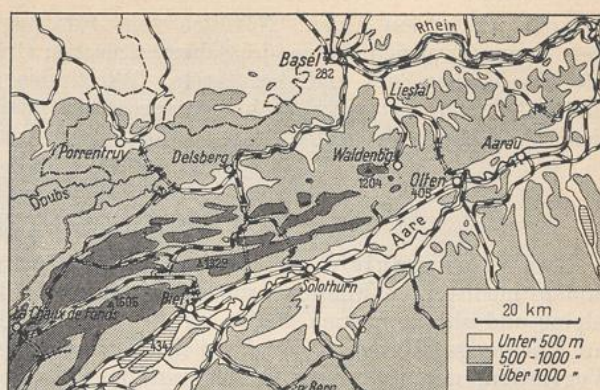 Rhein
Basel
282
Liestal
Porrentruy
Delsberg
Waldenbg
Aarau
1204
Olten
405
Doubs
Aare
1329
Solothurn
1606
Biel
La Chaux de Fonds
434
n. Bern
20 km
Unter 500 m
500-1000 "
Über 1000 "